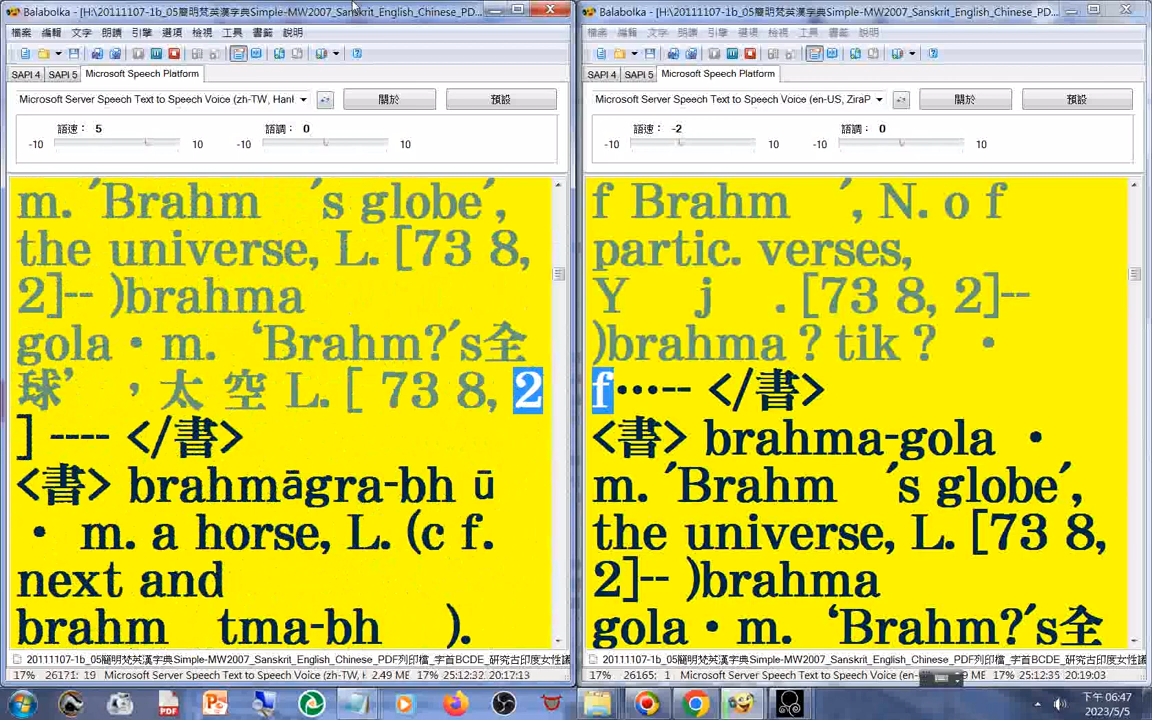 Balabolka - [H:\20111107-1b_05簡明梵英漢字典Simple-MW2007_Sanskrit_English_Chinese_PD...
檔案 編輯 文字 朗讀 引擎 選項 檢視 工具 書籤 說明
SAPI 4 SAPI 5 Microsoft Speech Platform
Microsoft Server Speech Text to Speech Voice (zh-TW, Hanl
關於 預設
語速： 5 語調： 0
-10 10 -10 10
m. ′Brahm ′s globe′,
the universe, L. [73 8,
2]-- )brahma
gola • m. ‘Brahm?′s全
球’ ，太 空 L. [ 73 8, 2
] ---- </書>
<書> brahmāgra-bh ū
• m. a horse, L. (c f.
next and
brahm tma-bh ).
20111107-1b_05簡明梵英漢字典Simple-MW2007_Sanskrit_English_Chinese_PDF列印檔_字首BCDE_研究古印度女性議
17% 26171: 19 Microsoft Server Speech Text to Speech Voice (zh-TW, H 2.49 ME 17% 25:12:32 20:17:13
Balabolka - [H:\20111107-1b_05簡明梵英漢字典Simple-MW2007_Sanskrit_English_Chinese_PD...
檔案 編輯 文字 朗讀 引擎 選項 檢視 工具 書籤 說明
SAPI 4 SAPI 5 Microsoft Speech Platform
Microsoft Server Speech Text to Speech Voice (en-US, ZiraP
關於 預設
語速： -2 語調： 0
-10 10 -10 10
f Brahm ′, N. o f
partic. verses,
Y j . [73 8, 2]--
)brahma ? tik ? •
f…-- </書>
<書> brahma-gola •
m. ′Brahm ′s globe′,
the universe, L. [73 8,
2]-- )brahma
gola • m. ‘Brahm?′s全
20111107-1b_05簡明梵英漢字典Simple-MW2007_Sanskrit_English_Chinese_PDF列印檔_字首BCDE_研究古印度女性議
17% 26165: 1 Microsoft Server Speech Text to Speech Voice (en-u 9 ME 17% 25:12:35 20:19:03
下午 06:47
2023/5/5